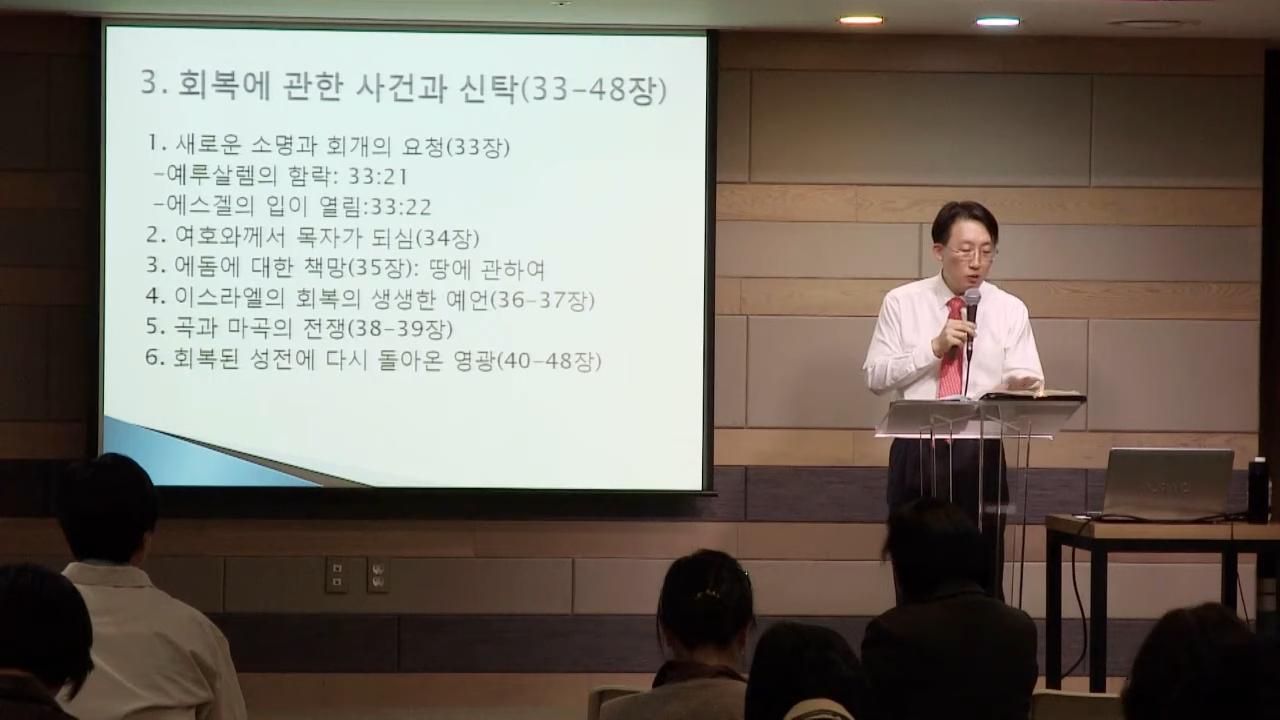 3. 회복에 관한 사건과 신탁(33-48장)
1. 새로운 소명과 회개의 요청(33장)
-예루살렘의 함락: 33:21
-에스겔의 입이 열림:33:22
2. 여호와께서 목자가 되심(34장)
3. 에돔에 대한 책망(35장): 땅에 관하여
4. 이스라엘의 회복의 생생한 예언(36-37장)
5. 곡과 마곡의 전쟁(38-39장)
6. 회복된 성전에 다시 돌아온 영광(40-48장)